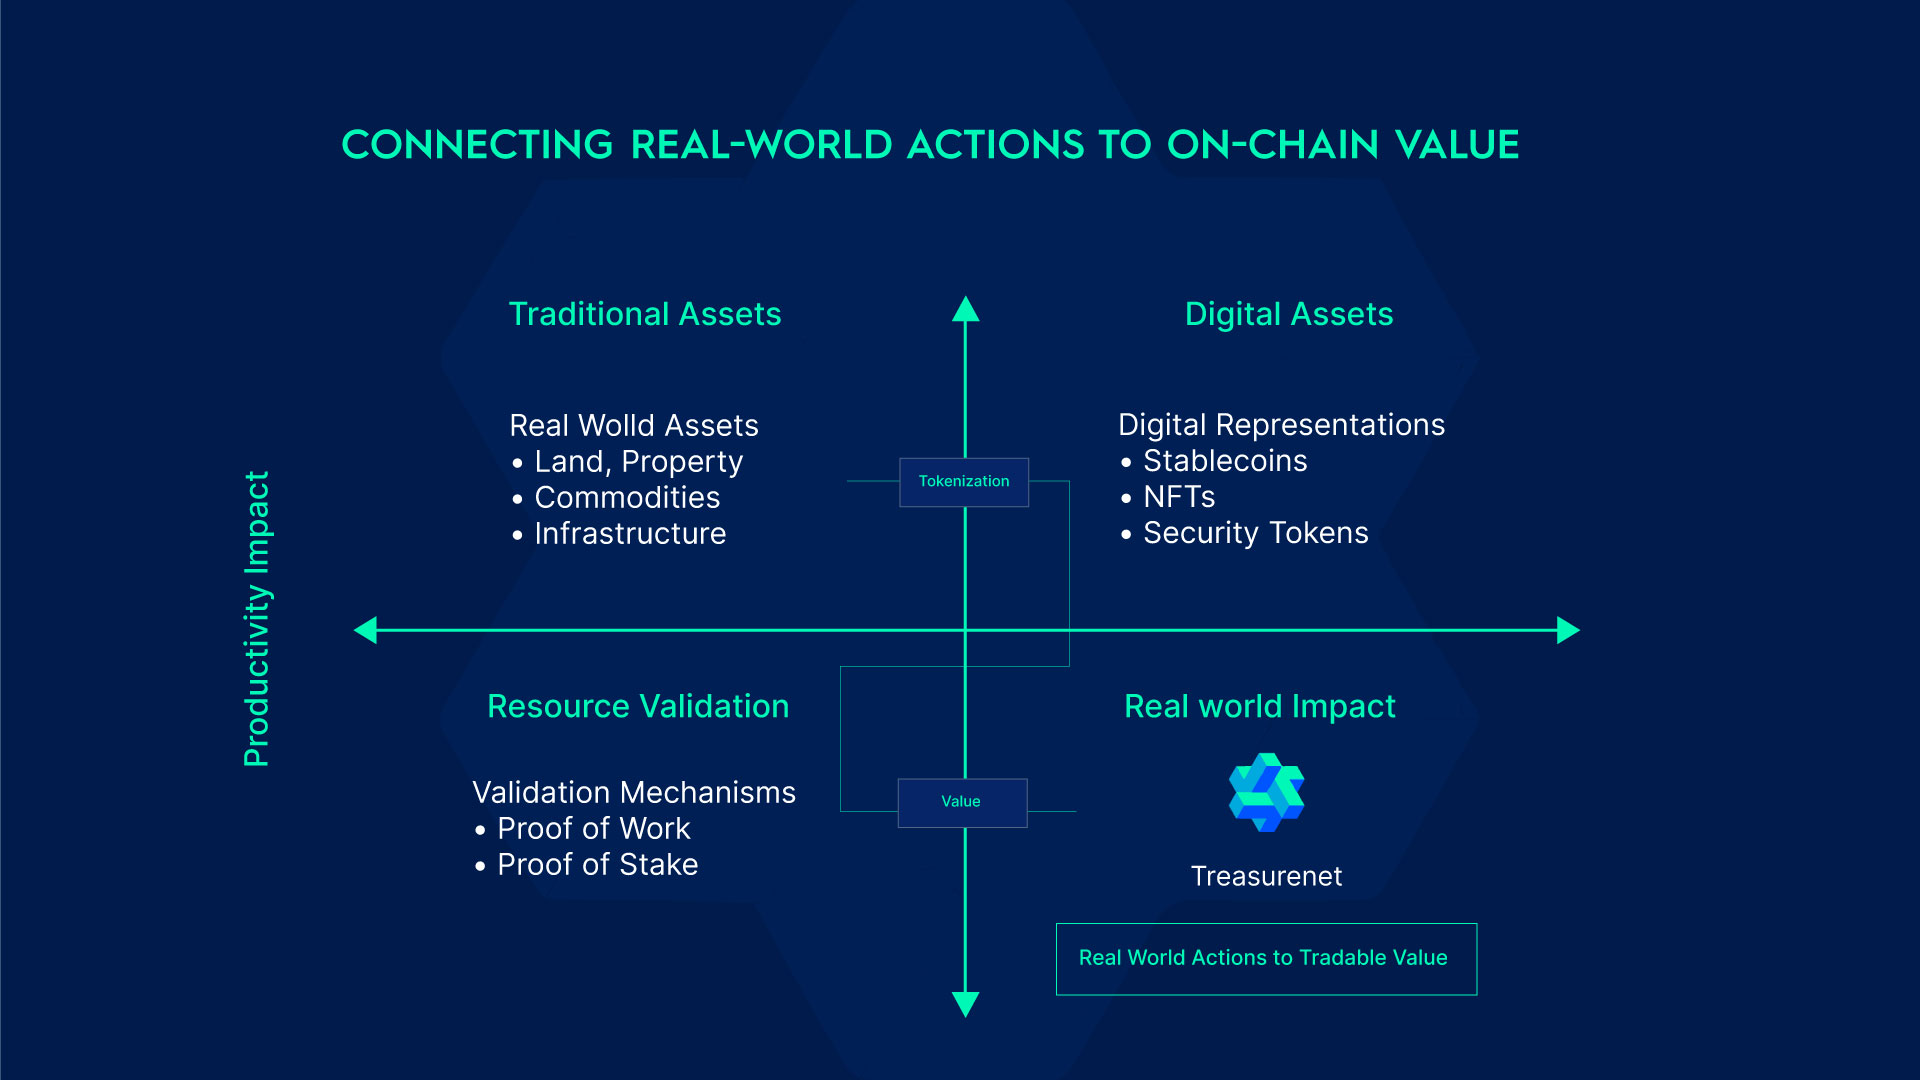 CONNECTING REAL-WORLD ACTIONS TO ON-CHAIN VALUE
Productivity Impact
Traditional Assets
Real Wolld Assets
• Land, Property
• Commodities
• Infrastructure
Tokenization
Digital Assets
Digital Representations
• Stablecoins
• NFTs
• Security Tokens
Resource Validation
Validation Mechanisms
• Proof of Work
• Proof of Stake
Value
Real world Impact
Treasurenet
Real World Actions to Tradable Value